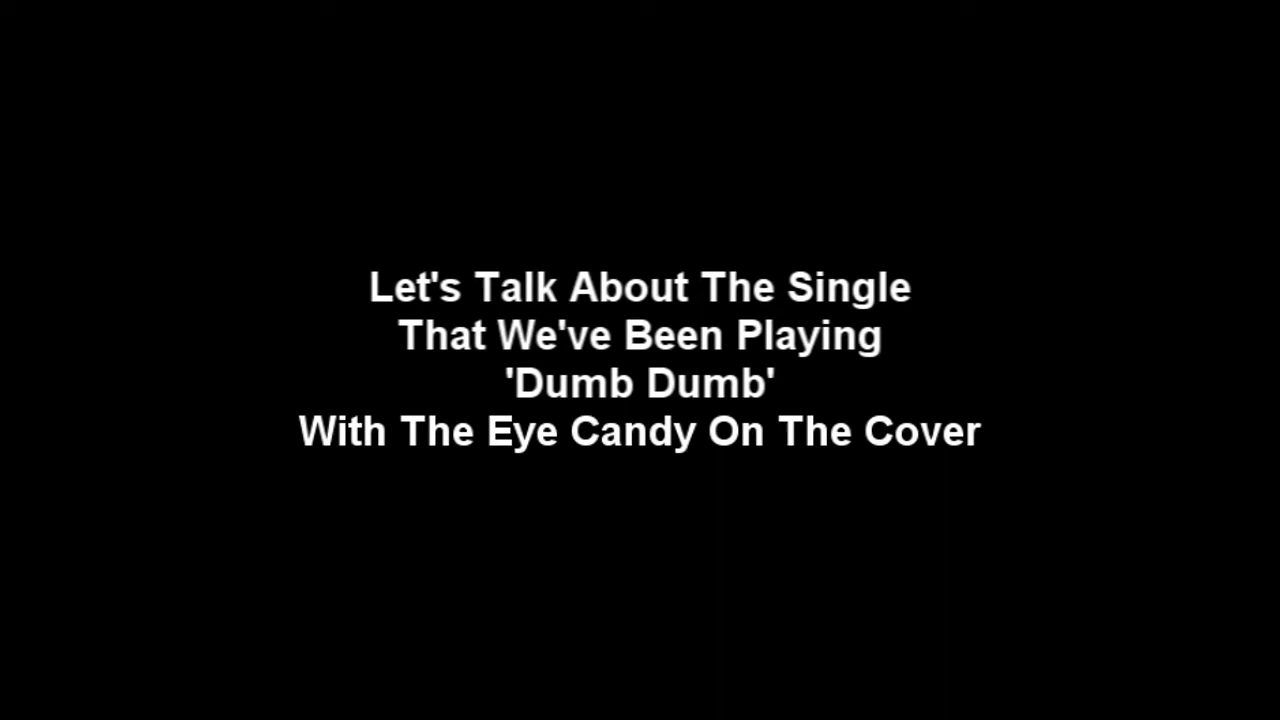 Let's Talk About The Single
That We've Been Playing
'Dumb Dumb'
With The Eye Candy On The Cover